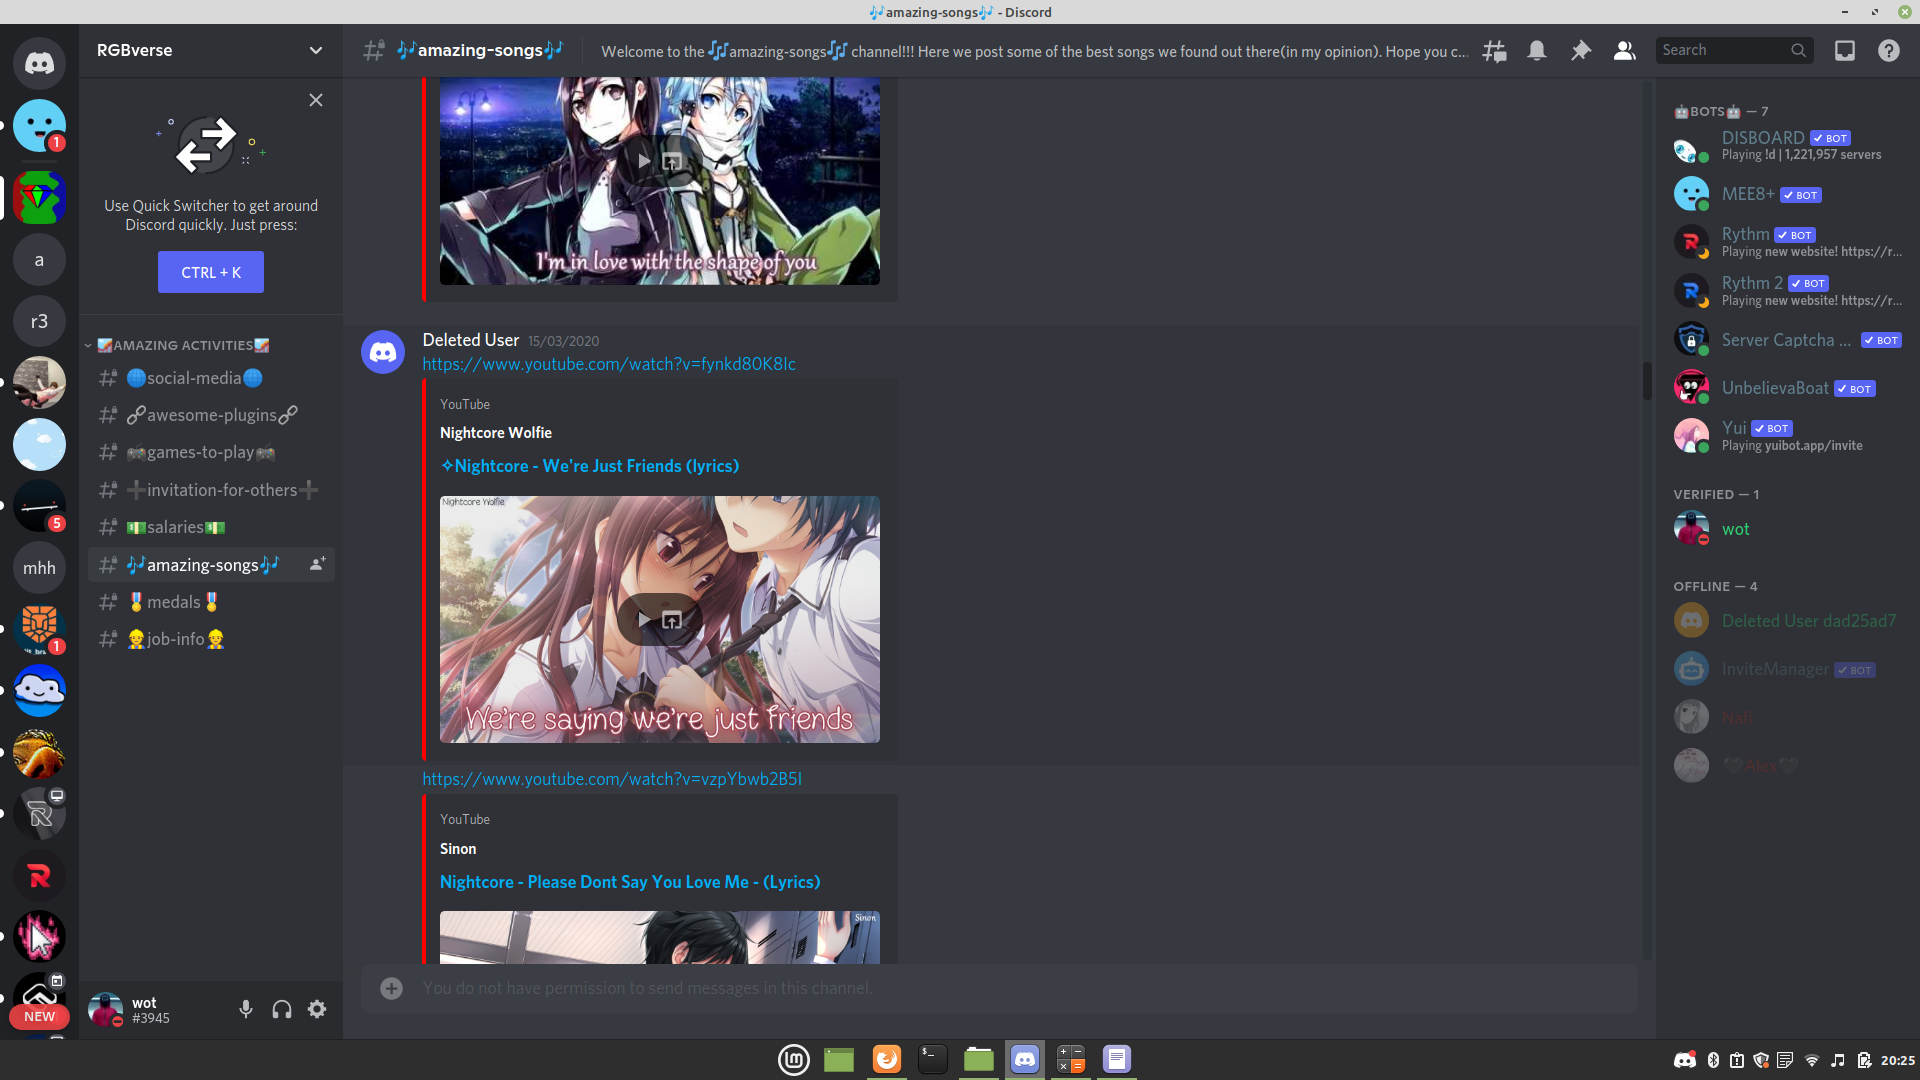 🎶amazing-songs🎶 - Discord
RGBverse
🎶amazing-songs🎶
Welcome to the 🎶amazing-songs🎶 channel!!! Here we post some of the best songs we found out there(in my opinion). Hope you c...
Search
Use Quick Switcher to get around
Discord quickly. Just press:
CTRL + K
AMAZING ACTIVITIES
🌐social-media🌐
🔗awesome-plugins🔗
🎮games-to-play🎮
➕invitation-for-others➕
💵salaries💵
🎶amazing-songs🎶
🎖medals🎖
👷job-info👷
1
a
r3
5
mhh
1
NEW
wot
#3945
I'm in love with the shape of you
Deleted User 15/03/2020
https://www.youtube.com/watch?v=fynkd80K8Ic
YouTube
Nightcore Wolfie
✧Nightcore - We're Just Friends (lyrics)
Nightcore Wolfie
We're saying we're just friends
https://www.youtube.com/watch?v=vzpYbwb2B5I
YouTube
Sinon
Nightcore - Please Dont Say You Love Me - (Lyrics)
Sinon
You do not have permission to send messages in this channel.
🤖BOTS🤖 — 7
DISBOARD BOT
Playing !d | 1,221,957 servers
MEE8+ BOT
Rythm BOT
Playing new website! https://r...
Rythm 2 BOT
Playing new website! https://r...
Server Captcha ... BOT
UnbelievaBoat BOT
Yui BOT
Playing yuibot.app/invite
VERIFIED — 1
wot
OFFLINE — 4
Deleted User dad25ad7
InviteManager BOT
Nafi
🖤Alex🖤
20:25